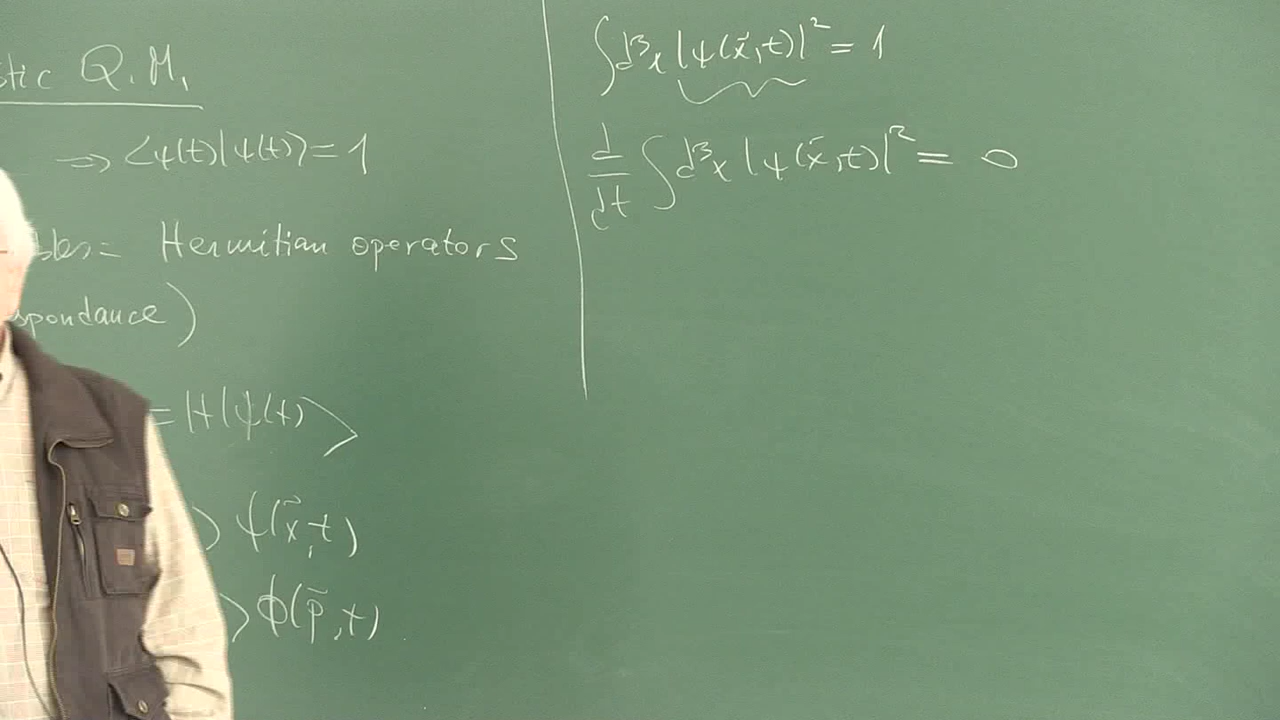 stic Q.M.
⇒ <ψ(t)|ψ(t)> = 1
bles = Hermitian operators
spondance)
= H|ψ(t)>
> ψ(x⃗,t)
> ϕ(p⃗,t)
∫d³x |ψ(x⃗,t)|² = 1
d/dt ∫d³x |ψ(x⃗,t)|² = 0